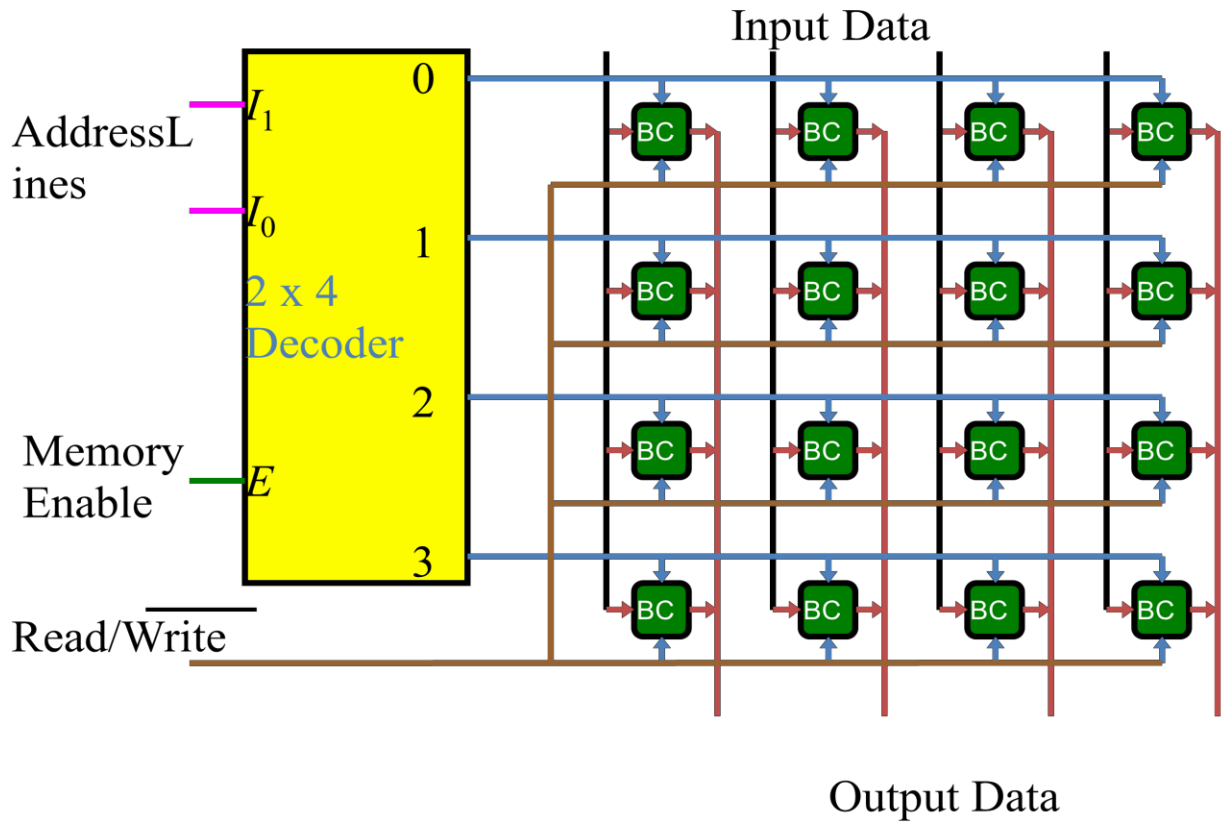 Input Data
0
I1
AddressL
ines
BC BC BC BC
I0
1
2 x 4
Decoder
BC BC BC BC
2
Memory
Enable
E
BC BC BC BC
3
BC BC BC BC
Read/Write
Output Data